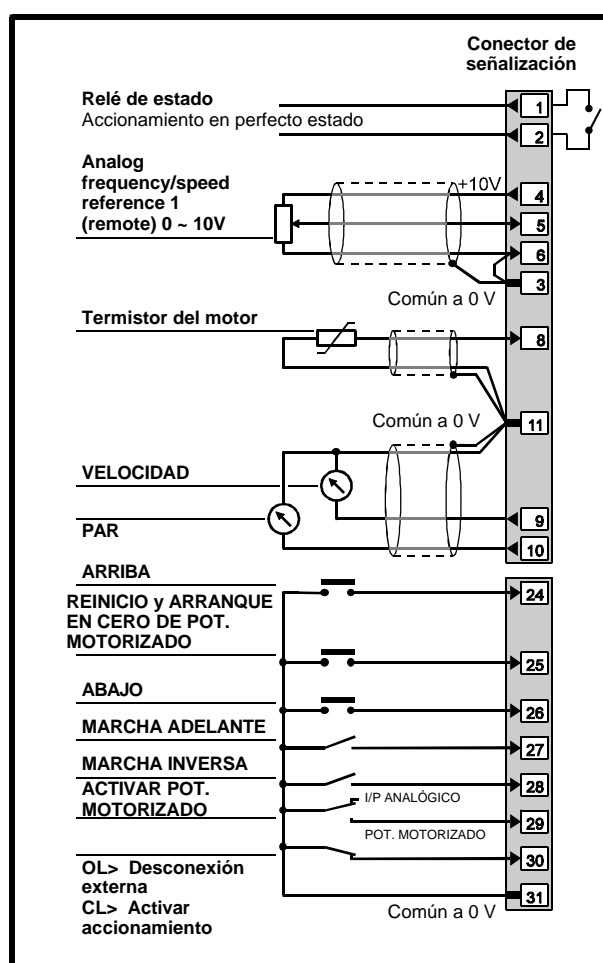 Conector de
señalización
Relé de estado
Accionamiento en perfecto estado
1
2
Analog
frequency/speed
reference 1
(remote) 0 ~ 10V
+10V
4
5
6
3
Común a 0 V
Termistor del motor
8
Común a 0 V
11
VELOCIDAD
9
PAR
10
ARRIBA
24
REINICIO y ARRANQUE
EN CERO DE POT.
MOTORIZADO
25
ABAJO
26
MARCHA ADELANTE
27
MARCHA INVERSA
28
ACTIVAR POT.
MOTORIZADO
I/P ANALÓGICO
29
POT. MOTORIZADO
30
OL> Desconexión
externa
CL> Activar
accionamiento
31
Común a 0 V